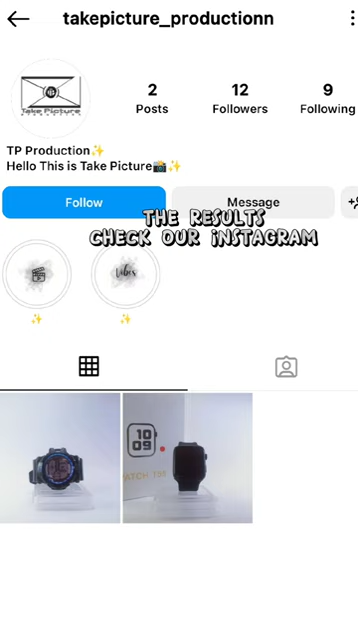 takepicture_productionn
Take Picture
2
Posts
12
Followers
9
Following
TP Production✨
Hello This is Take Picture📸✨
Follow
Message
THE RESULTS
CHECK OUR iNSTAGRAM
vibes
✨
✨
10
09